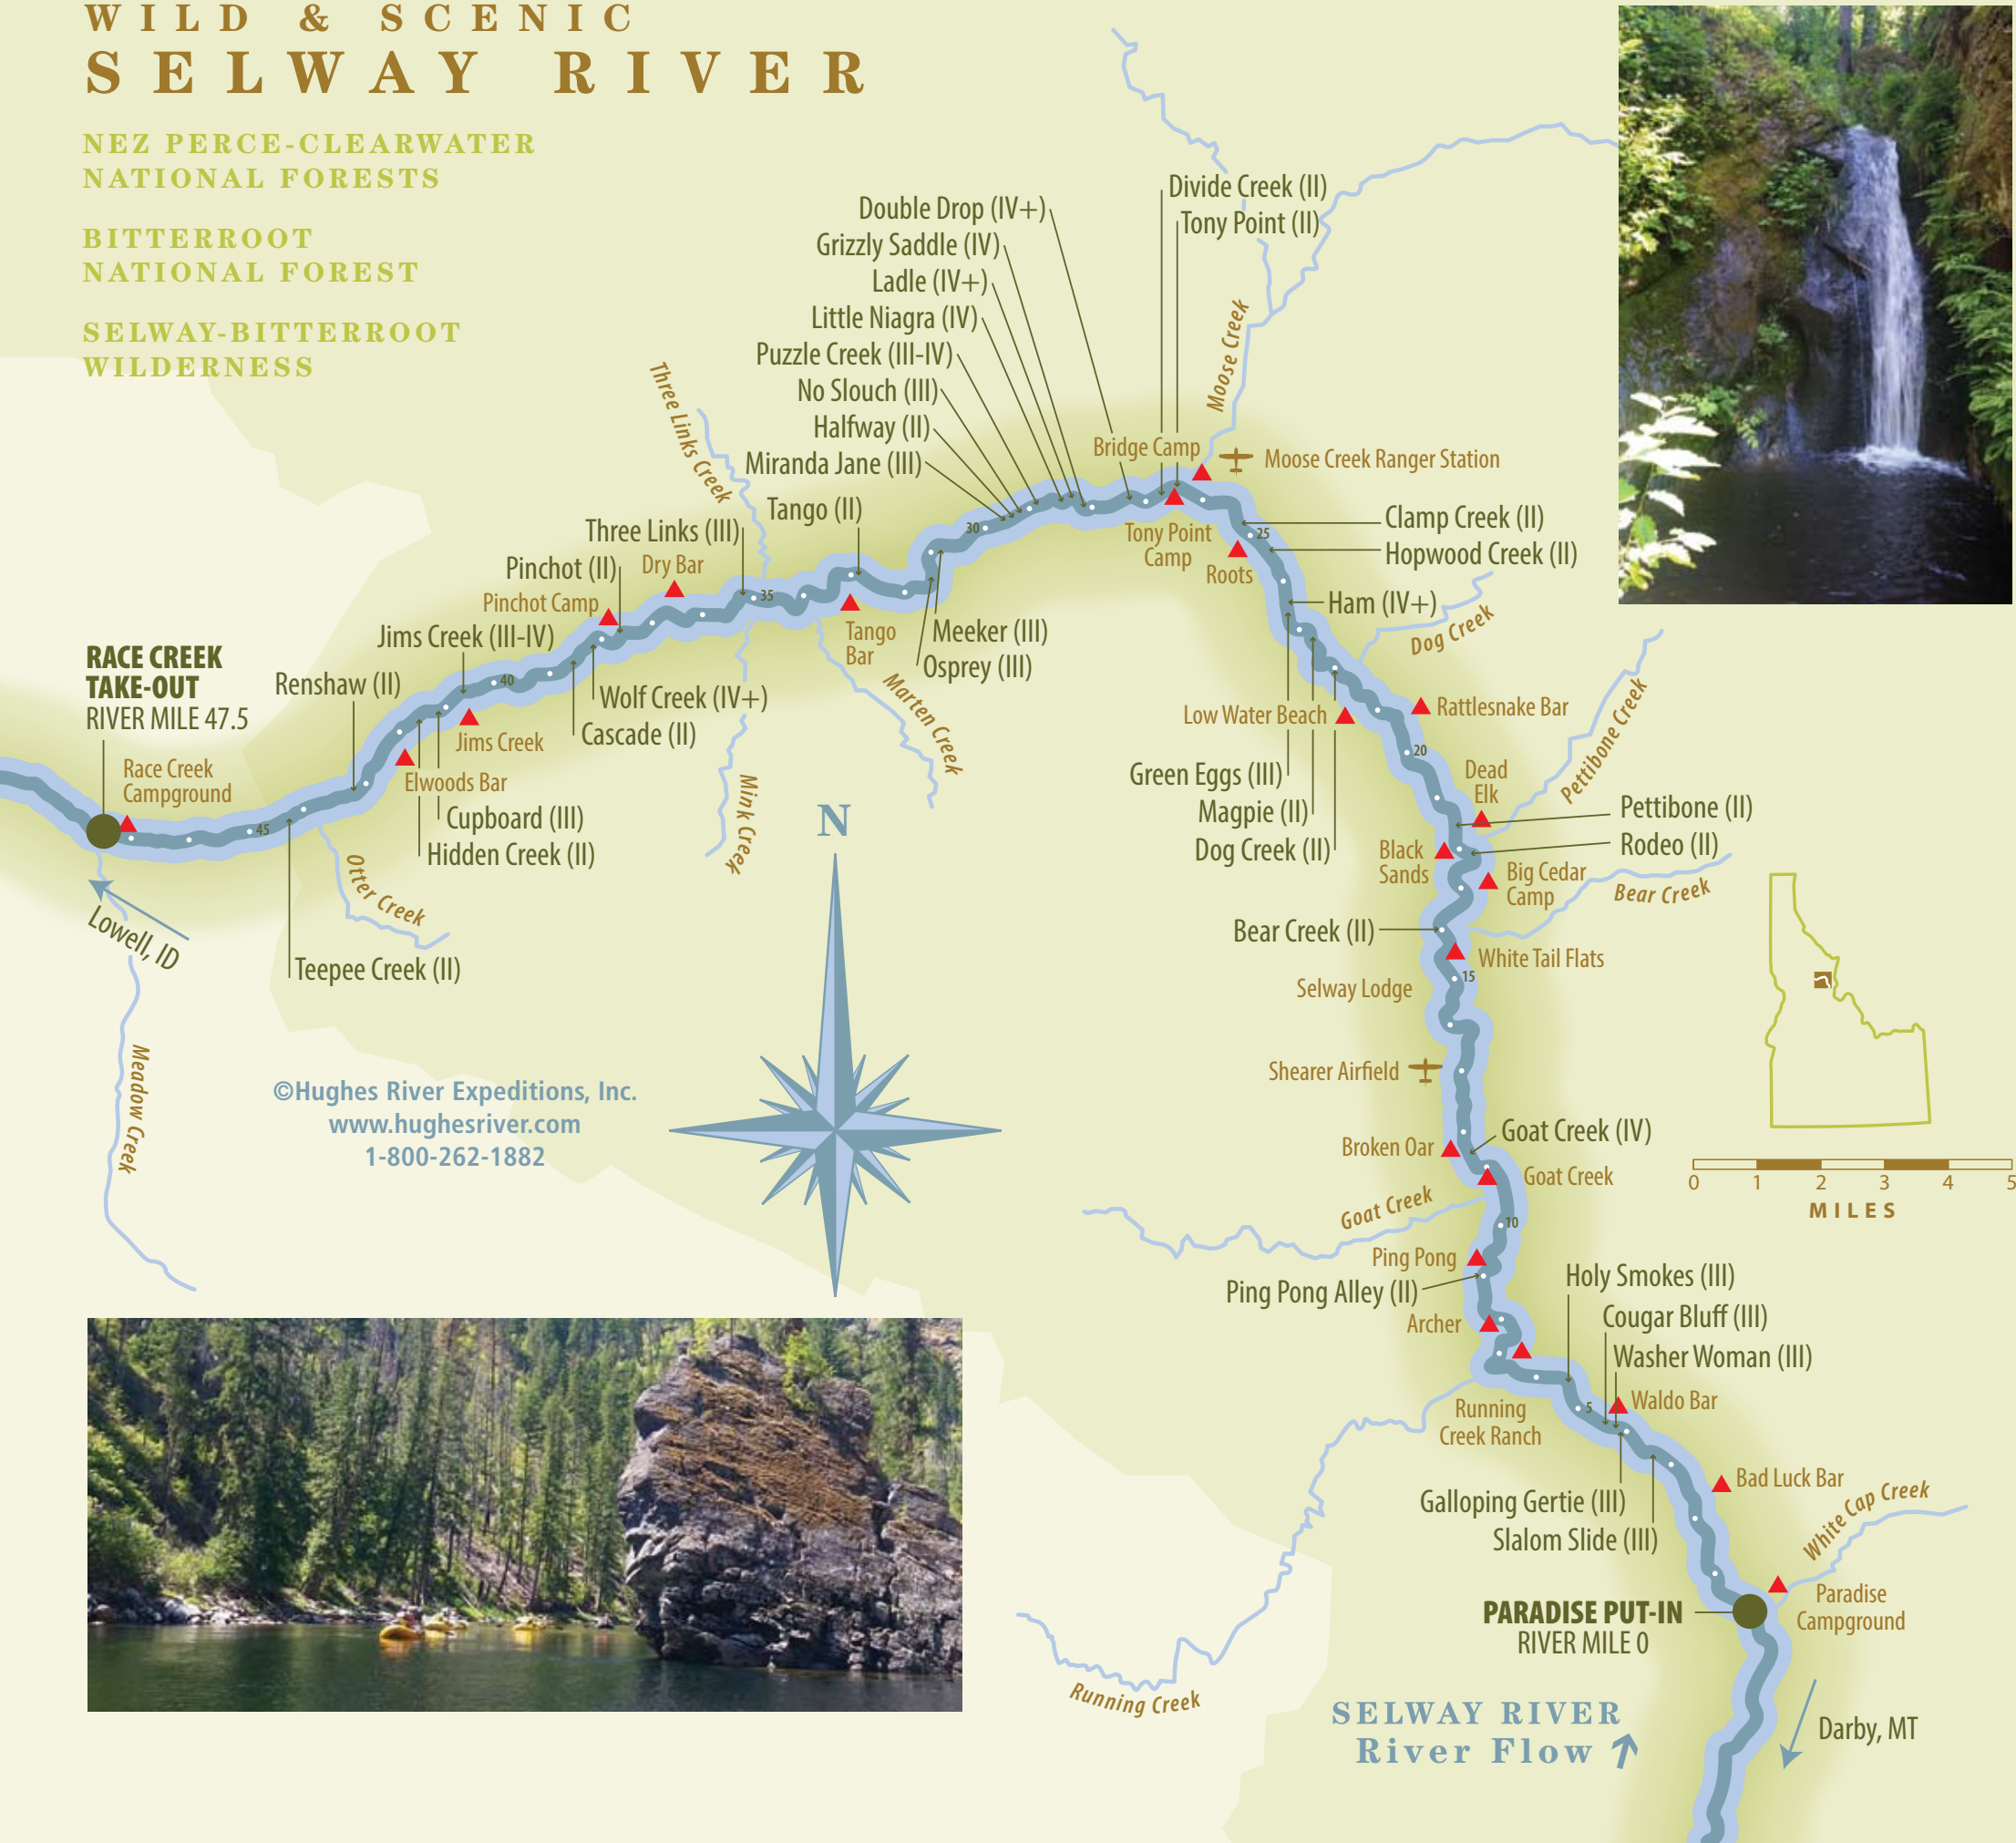 WILD & SCENIC
SELWAY RIVER
NEZ PERCE-CLEARWATER
NATIONAL FORESTS
BITTERROOT
NATIONAL FOREST
SELWAY-BITTERROOT
WILDERNESS
Divide Creek (II)
Tony Point (II)
Double Drop (IV+)
Grizzly Saddle (IV)
Ladle (IV+)
Little Niagra (IV)
Puzzle Creek (III-IV)
No Slouch (III)
Halfway (II)
Miranda Jane (III)
Tango (II)
Three Links (III)
Pinchot (II)
Dry Bar
Pinchot Camp
Jims Creek (III-IV)
Renshaw (II)
Three Links Creek
Moose Creek
Bridge Camp
Moose Creek Ranger Station
Tony Point
Camp
Roots
Clamp Creek (II)
Hopwood Creek (II)
Ham (IV+)
Dog Creek
25
30
35
40
45
RACE CREEK
TAKE-OUT
RIVER MILE 47.5
Race Creek
Campground
Tango
Bar
Meeker (III)
Osprey (III)
Marten Creek
Wolf Creek (IV+)
Cascade (II)
Jims Creek
Elwoods Bar
Cupboard (III)
Hidden Creek (II)
Mink Creek
Otter Creek
Teepee Creek (II)
Lowell, ID
Meadow Creek
N
©Hughes River Expeditions, Inc.
www.hughesriver.com
1-800-262-1882
Low Water Beach
Rattlesnake Bar
Green Eggs (III)
Magpie (II)
Dog Creek (II)
20
Dead
Elk
Pettibone Creek
Pettibone (II)
Rodeo (II)
Black
Sands
Big Cedar
Camp
Bear Creek
Bear Creek (II)
White Tail Flats
15
Selway Lodge
Shearer Airfield
Goat Creek (IV)
Broken Oar
Goat Creek
Goat Creek
10
Ping Pong
Ping Pong Alley (II)
Archer
Holy Smokes (III)
Cougar Bluff (III)
Washer Woman (III)
Waldo Bar
5
Running
Creek Ranch
Bad Luck Bar
Galloping Gertie (III)
Slalom Slide (III)
White Cap Creek
Paradise
Campground
PARADISE PUT-IN
RIVER MILE 0
Running Creek
SELWAY RIVER
River Flow
Darby, MT
0 1 2 3 4 5
MILES